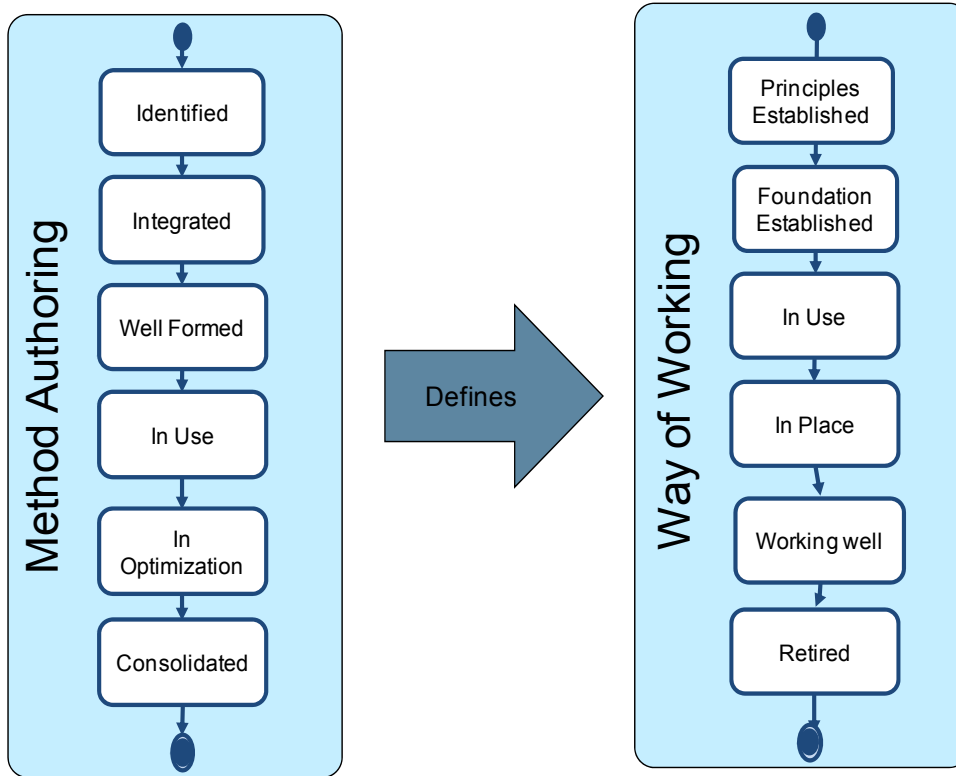 Method Authoring
Identified
Integrated
Well Formed
In Use
In
Optimization
Consolidated
Defines
Way of Working
Principles
Established
Foundation
Established
In Use
In Place
Working well
Retired